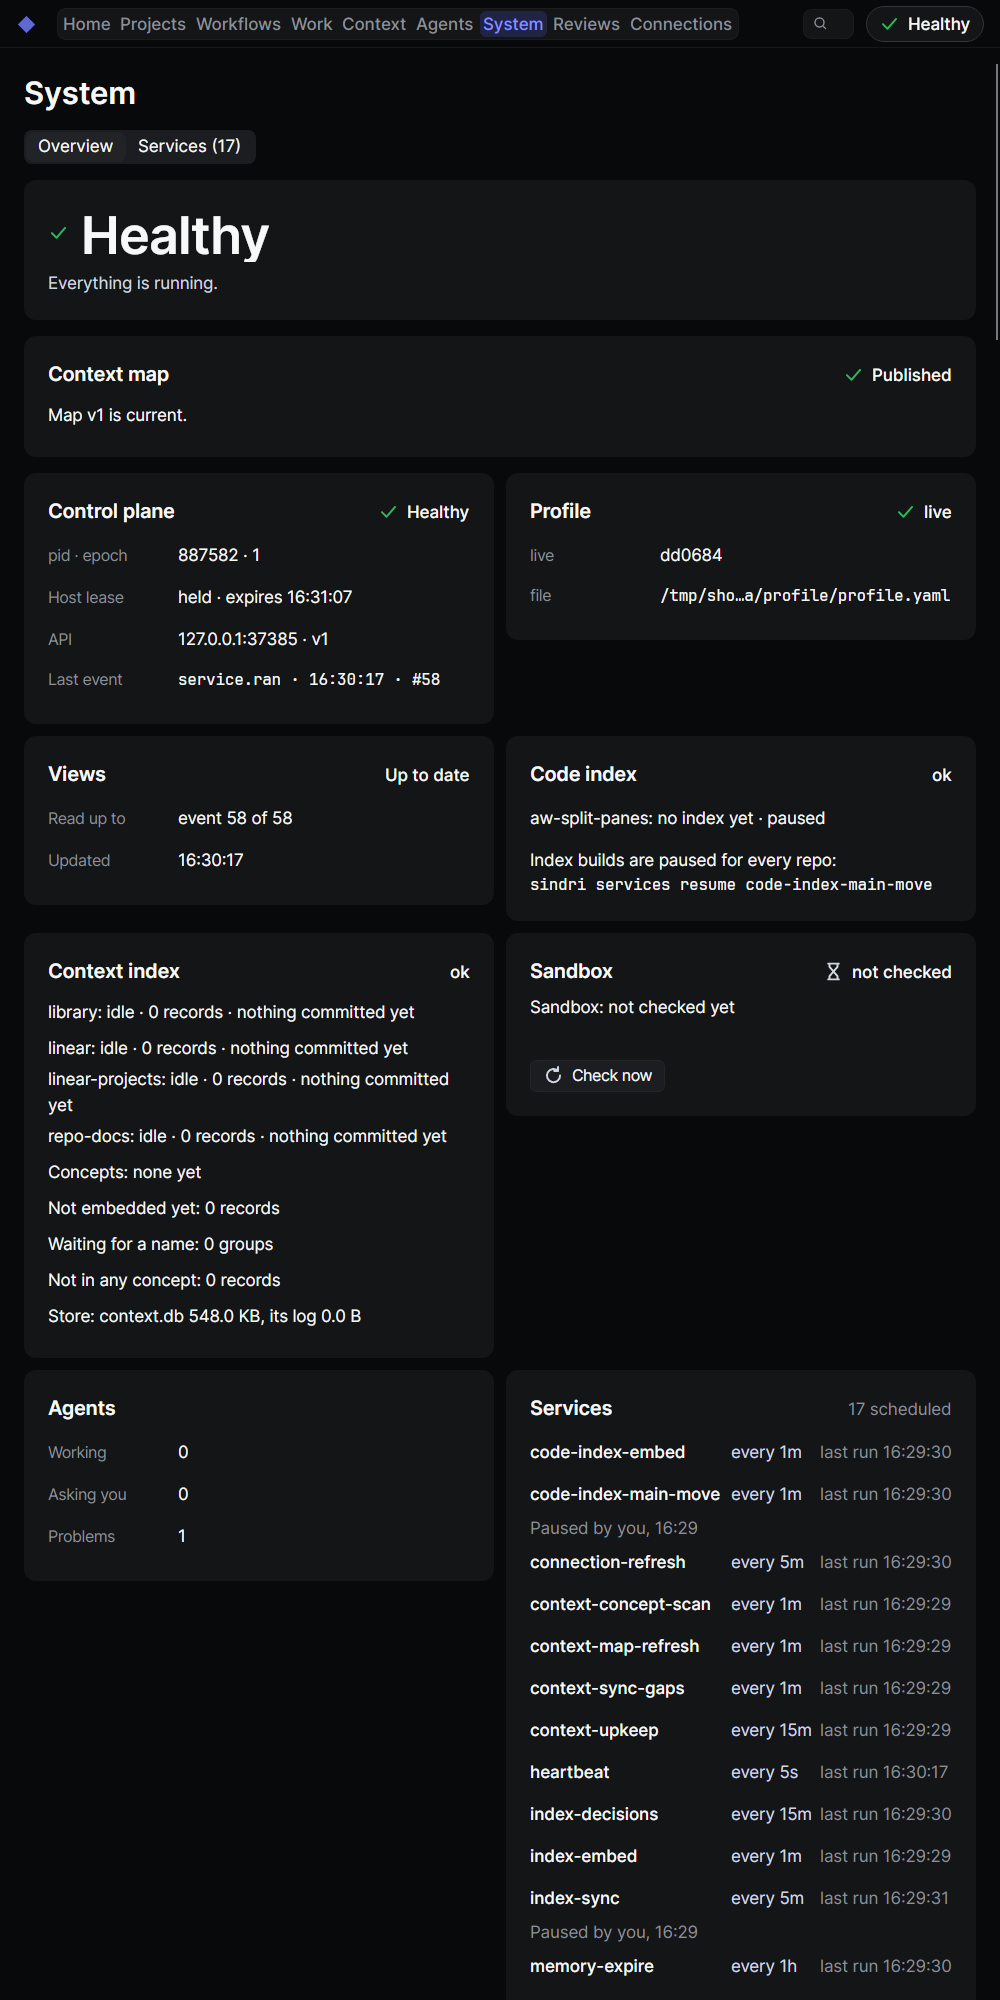 Home Projects Workflows Work Context Agents System Reviews Connections Healthy
System
Overview Services (17)
Healthy
Everything is running.
Context map Published
Map v1 is current.
Control plane Healthy
pid · epoch 887582 · 1
Host lease held · expires 16:31:07
API 127.0.0.1:37385 · v1
Last event service.ran · 16:30:17 · #58
Profile live
live dd0684
file /tmp/sho…a/profile/profile.yaml
Views Up to date
Read up to event 58 of 58
Updated 16:30:17
Code index ok
aw-split-panes: no index yet · paused
Index builds are paused for every repo:
sindri services resume code-index-main-move
Context index ok
library: idle · 0 records · nothing committed yet
linear: idle · 0 records · nothing committed yet
linear-projects: idle · 0 records · nothing committed
yet
repo-docs: idle · 0 records · nothing committed yet
Concepts: none yet
Not embedded yet: 0 records
Waiting for a name: 0 groups
Not in any concept: 0 records
Store: context.db 548.0 KB, its log 0.0 B
Sandbox not checked
Sandbox: not checked yet
Check now
Agents
Working 0
Asking you 0
Problems 1
Services 17 scheduled
code-index-embed every 1m last run 16:29:30
code-index-main-move every 1m last run 16:29:30
Paused by you, 16:29
connection-refresh every 5m last run 16:29:30
context-concept-scan every 1m last run 16:29:29
context-map-refresh every 1m last run 16:29:29
context-sync-gaps every 1m last run 16:29:29
context-upkeep every 15m last run 16:29:29
heartbeat every 5s last run 16:30:17
index-decisions every 15m last run 16:29:30
index-embed every 1m last run 16:29:29
index-sync every 5m last run 16:29:31
Paused by you, 16:29
memory-expire every 1h last run 16:29:30